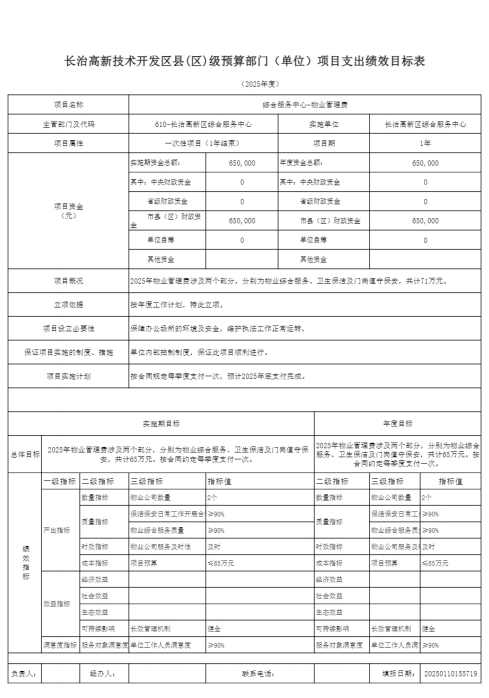 长治高新技术开发区县(区)级预算部门（单位）项目支出绩效目标表
（2025年度）
项目名称 综合服务中心-物业管理费
主管部门及代码 610-长治高新区综合服务中心 实施单位 长治高新区综合服务中心
项目属性 一次性项目（1年结束） 项目期 1年
项目资金（元） 实施期资金总额: 650,000 年度资金总额: 650,000
其中: 中央财政资金 0 其中: 中央财政资金 0
省级财政资金 0 省级财政资金 0
市县（区）财政资金 650,000 市县（区）财政资金 650,000
单位自筹 0 单位自筹 0
其他资金 其他资金
项目概况 2025年物业管理费涉及两个部分，分别为物业综合服务、卫生保洁及门岗值守保安，共计71万元。
立项依据 按年度工作计划，特此立项。
项目设立必要性 保障办公场所的环境及安全，维护执法工作正常运转。
保证项目实施的制度、措施 单位内部控制制度，保证此项目顺利进行。
项目实施计划 按合同规定每季度支付一次，预计2025年底支付完成。
实施期目标 年度目标
总体目标 2025年物业管理费涉及两个部分，分别为物业综合服务、卫生保洁及门岗值守保安，共计65万元。按合同约定每季度支付一次。 2025年物业管理费涉及两个部分，分别为物业综合服务、卫生保洁及门岗值守保安，共计65万元。按合同约定每季度支付一次。
绩效指标 一级指标 二级指标 三级指标 指标值 二级指标 三级指标 指标值
产出指标 数量指标 物业公司数量 2个 数量指标 物业公司数量 2个
质量指标 保洁保安日常工作开展合 ≥90% 质量指标 保洁保安日常工 ≥90%
物业综合服务质量 ≥90% 物业综合服务质 ≥90%
时效指标 物业公司服务及时性 及时 时效指标 物业公司服务及 及时
成本指标 项目预算 ≤65万元 成本指标 项目预算 ≤65万元
效益指标 经济效益 经济效益
社会效益 社会效益
生态效益 生态效益
可持续影响 长效管理机制 健全 可持续影响 长效管理机制 健全
满意度指标 服务对象满意度 单位工作人员满意度 ≥90% 服务对象满意度 单位工作人员满 ≥90%
负责人: 经办人: 联系电话: 填报日期: 20250110155719